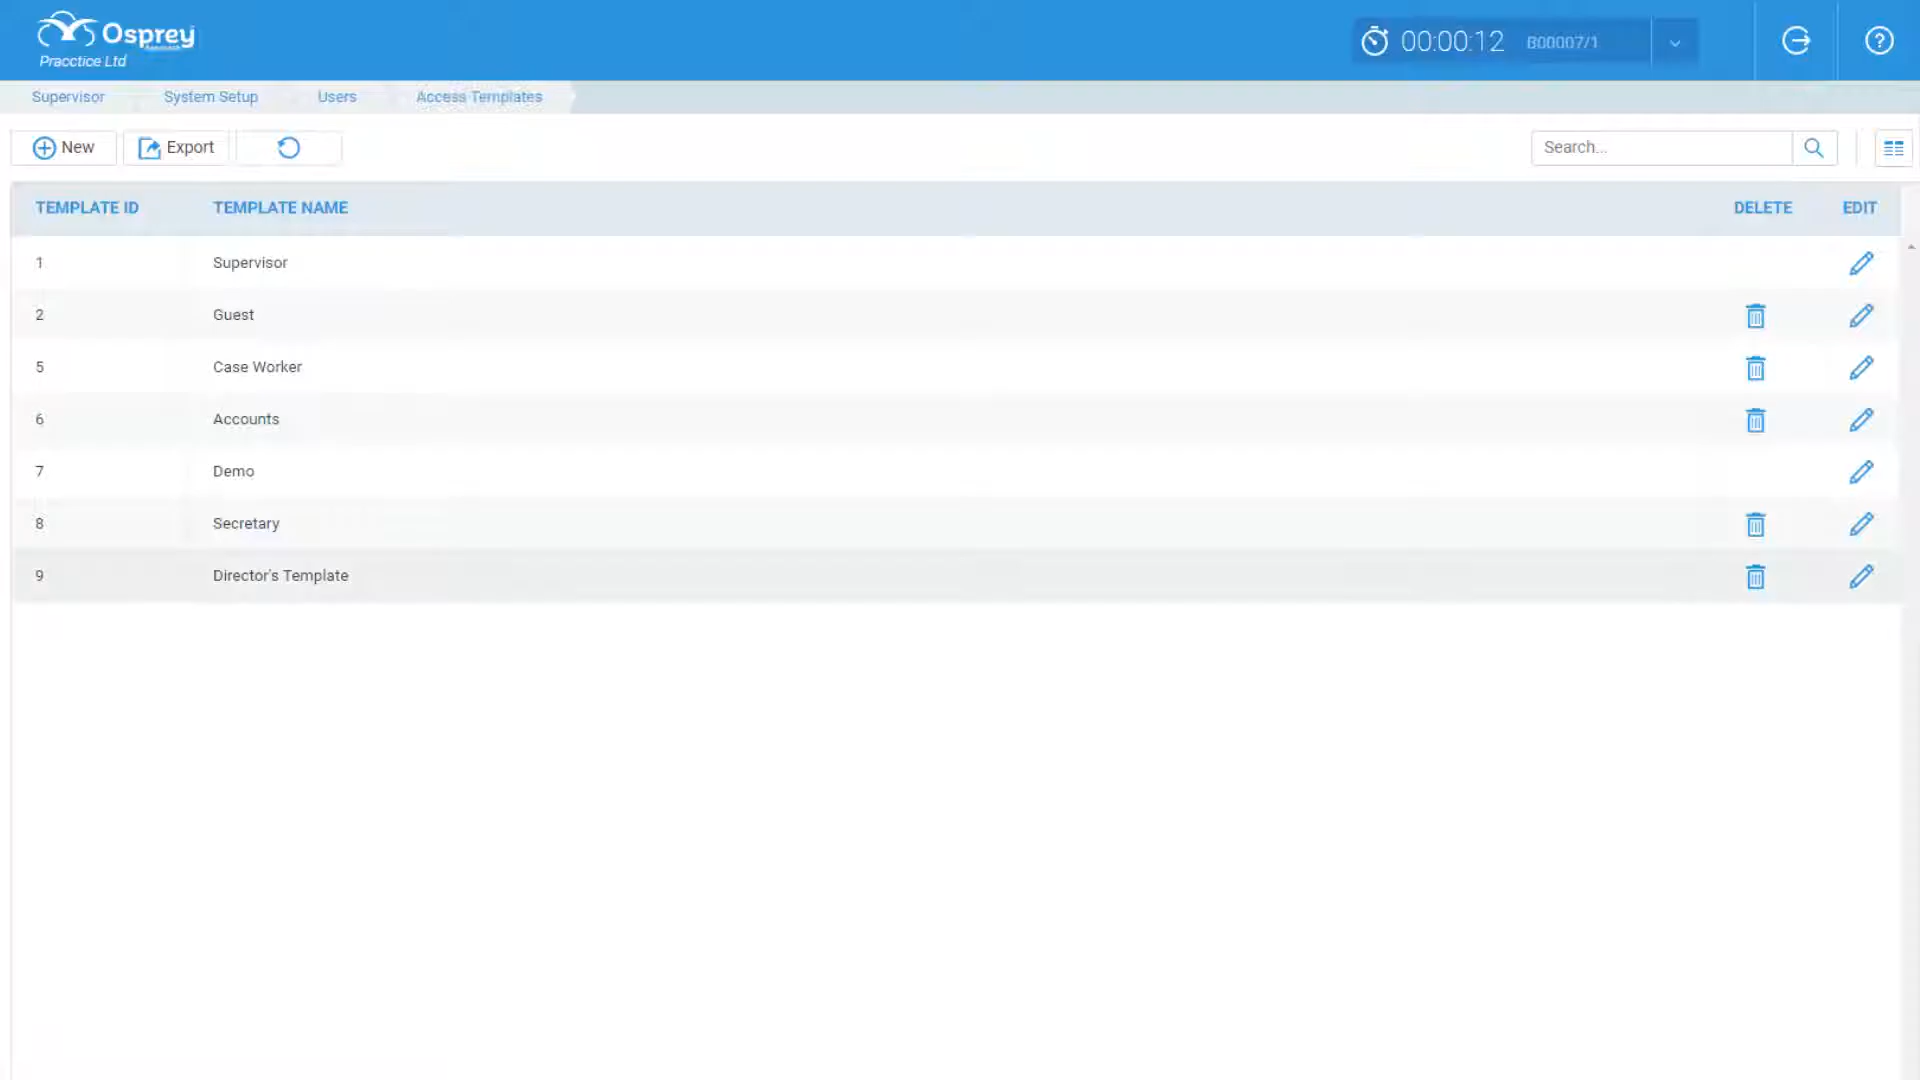 Osprey
Pracctice Ltd
00:00:12 B00007/1
Supervisor System Setup Users Access Templates
New Export Search...
TEMPLATE ID TEMPLATE NAME DELETE EDIT
1 Supervisor
2 Guest
5 Case Worker
6 Accounts
7 Demo
8 Secretary
9 Director's Template